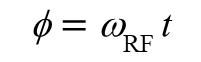 ϕ = ω_RF t